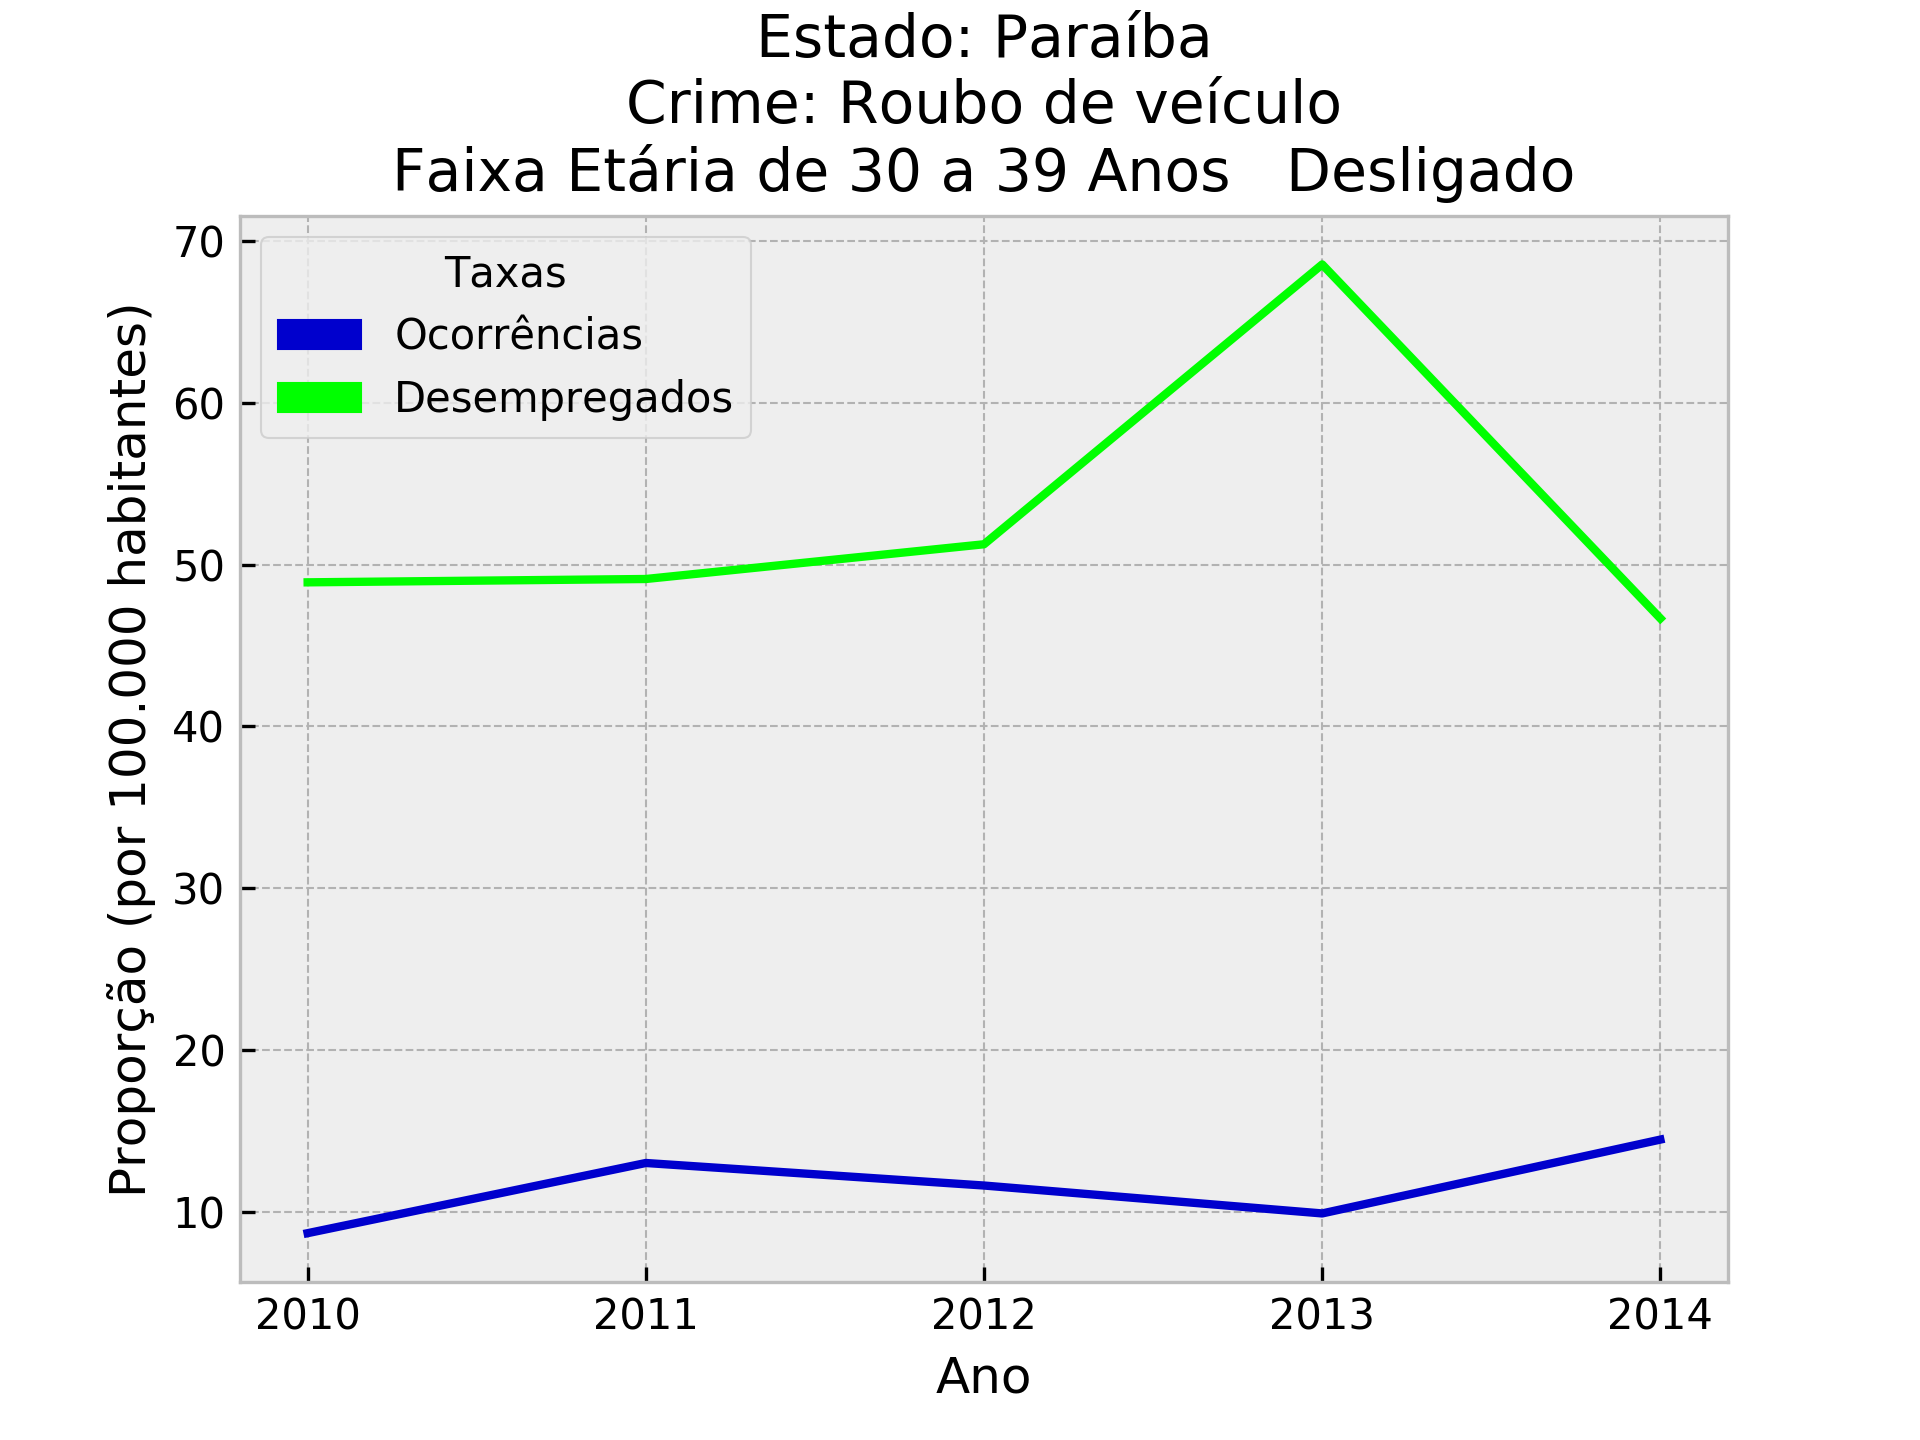 Estado: Paraíba
Crime: Roubo de veículo
Faixa Etária de 30 a 39 Anos   Desligado
Taxas
Ocorrências
Desempregados
Proporção (por 100.000 habitantes)
70
60
50
40
30
20
10
2010 2011 2012 2013 2014
Ano